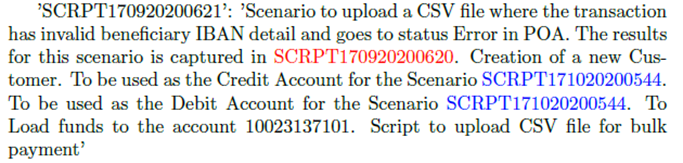 'SCRPT170920200621': 'Scenario to upload a CSV file where the transaction
has invalid beneficiary IBAN detail and goes to status Error in POA. The results
for this scenario is captured in SCRPT170920200620. Creation of a new Cus-
tomer. To be used as the Credit Account for the Scenario SCRPT171020200544.
To be used as the Debit Account for the Scenario SCRPT171020200544. To
Load funds to the account 10023137101. Script to upload CSV file for bulk
payment'